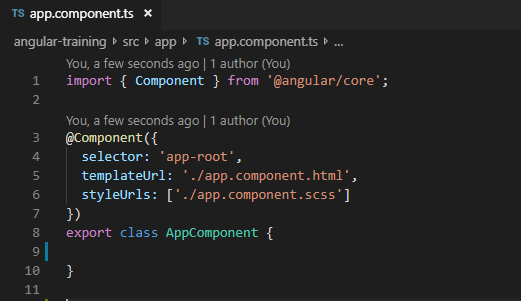 TS app.component.ts ×
angular-training > src > app > TS app.component.ts > ...
You, a few seconds ago | 1 author (You)
1 import { Component } from '@angular/core';
2
You, a few seconds ago | 1 author (You)
3 @Component({
4   selector: 'app-root',
5   templateUrl: './app.component.html',
6   styleUrls: ['./app.component.scss']
7 })
8 export class AppComponent {
9
10 }
11